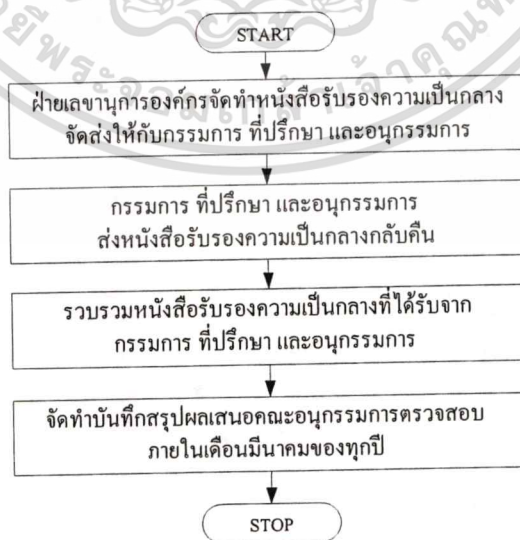 START
ฝ่ายเลขานุการองค์กรจัดทำหนังสือรับรองความเป็นกลาง
จัดส่งให้กับกรรมการ ที่ปรึกษา และอนุกรรมการ
กรรมการ ที่ปรึกษา และอนุกรรมการ
ส่งหนังสือรับรองความเป็นกลางกลับคืน
รวบรวมหนังสือรับรองความเป็นกลางที่ได้รับจาก
กรรมการ ที่ปรึกษา และอนุกรรมการ
จัดทำบันทึกสรุปผลเสนอคณะอนุกรรมการตรวจสอบ
ภายในเดือนมีนาคมของทุกปี
STOP